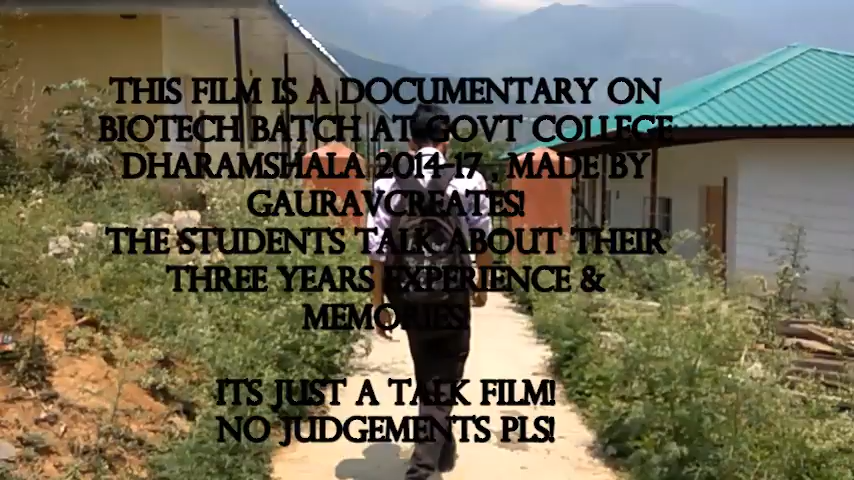 THIS FILM IS A DOCUMENTARY ON
BIOTECH BATCH AT GOVT COLLEGE
DHARAMSHALA 2014-17 , MADE BY
GAURAVCREATES!
THE STUDENTS TALK ABOUT THEIR
THREE YEARS EXPERIENCE &
MEMORIES!
ITS JUST A TALK FILM!
NO JUDGEMENTS PLS!